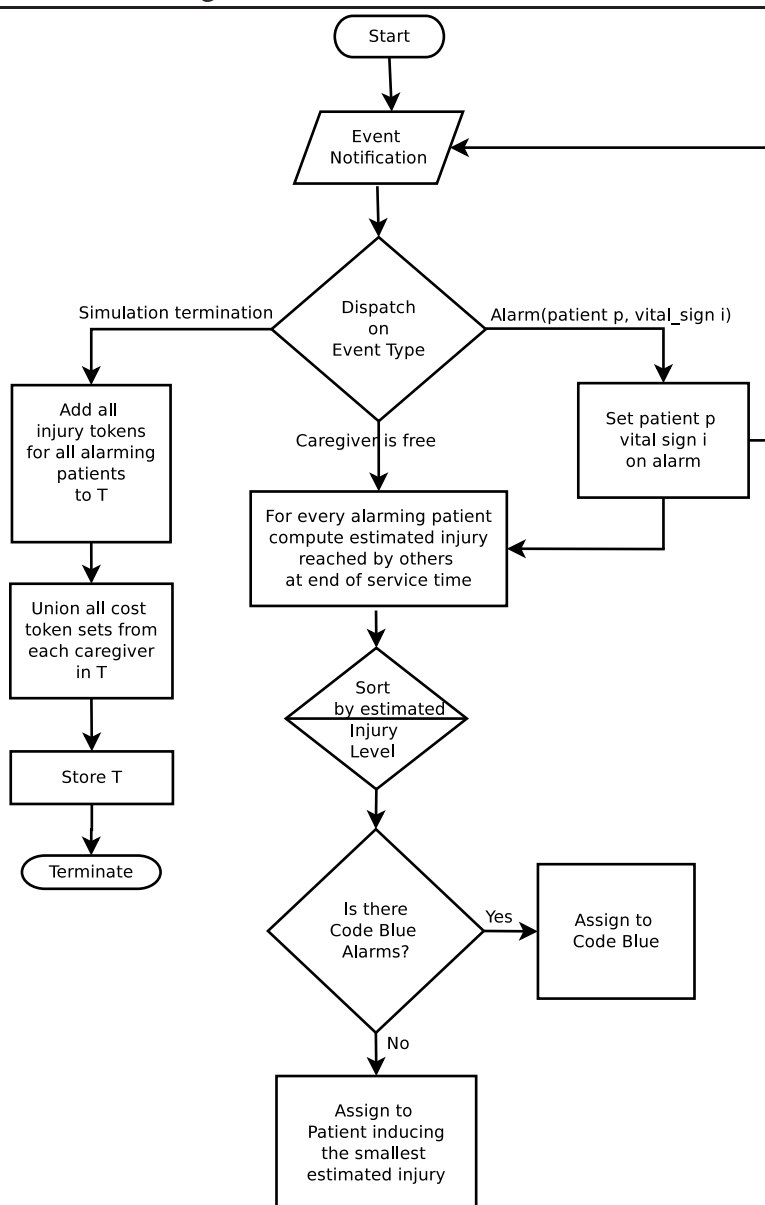 Start
Event
Notification
Dispatch
on
Event Type
Simulation termination
Alarm(patient p, vital_sign i)
Caregiver is free
Add all
injury tokens
for all alarming
patients
to T
Set patient p
vital sign i
on alarm
For every alarming patient
compute estimated injury
reached by others
at end of service time
Union all cost
token sets from
each caregiver
in T
Sort
by estimated
Injury
Level
Store T
Terminate
Is there
Code Blue
Alarms?
Yes
Assign to
Code Blue
No
Assign to
Patient inducing
the smallest
estimated injury